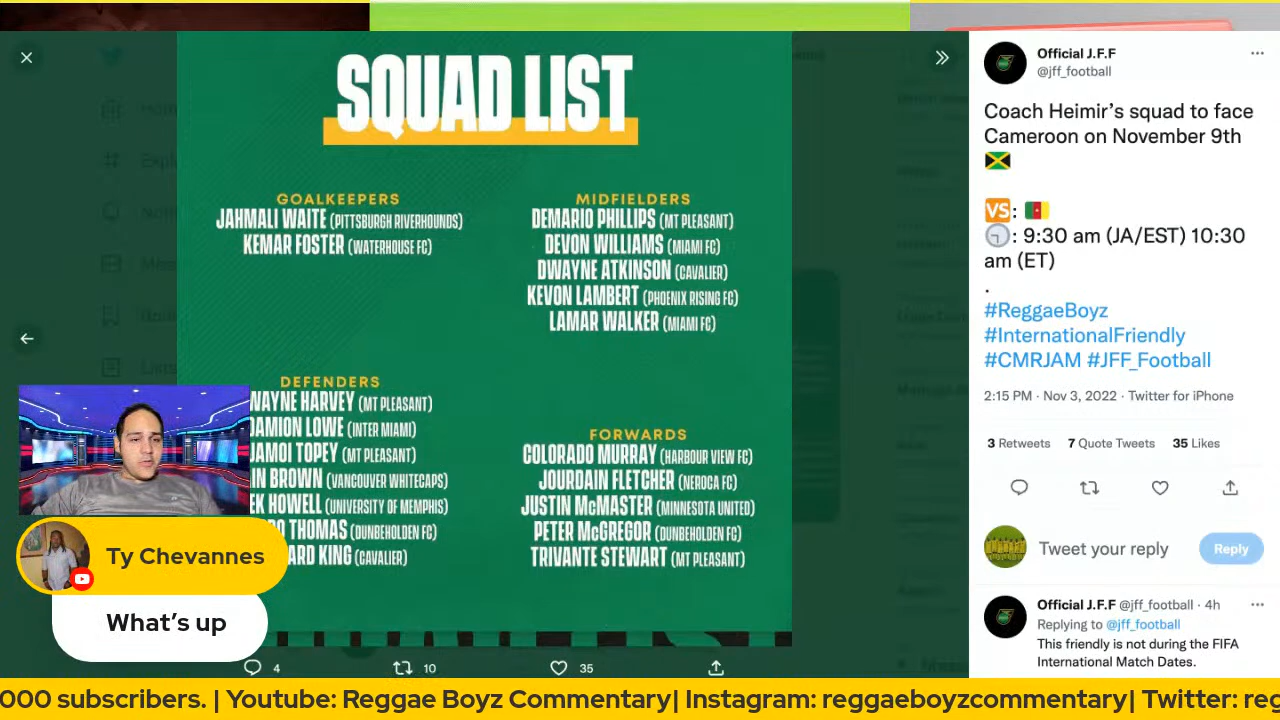 SQUAD LIST
GOALKEEPERS
JAHMALI WAITE (PITTSBURGH RIVERHOUNDS)
KEMAR FOSTER (WATERHOUSE FC)
MIDFIELDERS
DEMARIO PHILLIPS (MT PLEASANT)
DEVON WILLIAMS (MIAMI FC)
DWAYNE ATKINSON (CAVALIER)
KEVON LAMBERT (PHOENIX RISING FC)
LAMAR WALKER (MIAMI FC)
DEFENDERS
WAYNE HARVEY (MT PLEASANT)
DAMION LOWE (INTER MIAMI)
JAMOI TOPEY (MT PLEASANT)
IN BROWN (VANCOUVER WHITECAPS)
EK HOWELL (UNIVERSITY OF MEMPHIS)
THOMAS (DUNBEHOLDEN FC)
ARD KING (CAVALIER)
FORWARDS
COLORADO MURRAY (HARBOUR VIEW FC)
JOURDAIN FLETCHER (NEROCA FC)
JUSTIN McMASTER (MINNESOTA UNITED)
PETER McGREGOR (DUNBEHOLDEN FC)
TRIVANTE STEWART (MT PLEASANT)
4
10
35
Ty Chevannes
What's up
Official J.F.F
@jff_football
Coach Heimir's squad to face
Cameroon on November 9th
VS:
: 9:30 am (JA/EST) 10:30
am (ET)
.
#ReggaeBoyz
#InternationalFriendly
#CMRJAM #JFF_Football
2:15 PM · Nov 3, 2022 · Twitter for iPhone
3 Retweets 7 Quote Tweets 35 Likes
Tweet your reply
Reply
Official J.F.F @jff_football · 4h
Replying to @jff_football
This friendly is not during the FIFA
International Match Dates.
000 subscribers. | Youtube: Reggae Boyz Commentary| Instagram: reggaeboyzcommentary| Twitter: reg